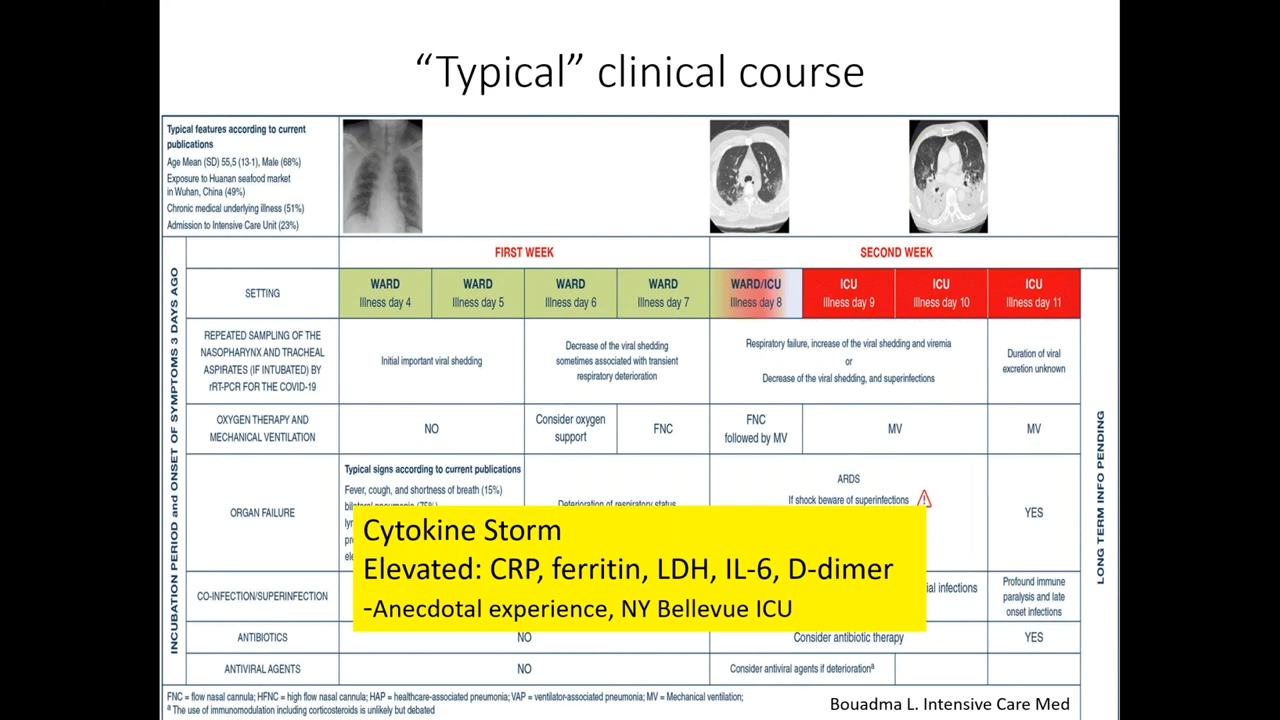 “Typical” clinical course
Typical features according to current
publications
Age Mean (SD) 55,5 (13·1), Male (68%)
Exposure to Huanan seafood market
in Wuhan, China (49%)
Chronic medical underlying illness (51%)
Admission to Intensive Care Unit (23%)
FIRST WEEK
SECOND WEEK
INCUBATION PERIOD and ONSET OF SYMPTOMS 3 DAYS AGO
SETTING
WARD
Illness day 4
WARD
Illness day 5
WARD
Illness day 6
WARD
Illness day 7
WARD/ICU
Illness day 8
ICU
Illness day 9
ICU
Illness day 10
ICU
Illness day 11
REPEATED SAMPLING OF THE
NASOPHARYNX AND TRACHEAL
ASPIRATES (IF INTUBATED) BY
rRT-PCR FOR THE COVID-19
Initial important viral shedding
Decrease of the viral shedding
sometimes associated with transient
respiratory deterioration
Respiratory failure, increase of the viral shedding and viremia
or
Decrease of the viral shedding, and superinfections
Duration of viral
excretion unknown
OXYGEN THERAPY AND
MECHANICAL VENTILATION
NO
Consider oxygen
support
FNC
FNC
followed by MV
MV
MV
ORGAN FAILURE
Typical signs according to current publications
Fever, cough, and shortness of breath (15%)
Deterioration of respiratory status
ARDS
If shock beware of superinfections
YES
Cytokine Storm
Elevated: CRP, ferritin, LDH, IL-6, D-dimer
-Anecdotal experience, NY Bellevue ICU
CO-INFECTION/SUPERINFECTION
infections
Profound immune
paralysis and late
onset infections
ANTIBIOTICS
NO
Consider antibiotic therapy
YES
ANTIVIRAL AGENTS
NO
Consider antiviral agents if deterioration^a
LONG TERM INFO PENDING
FNC = flow nasal cannula; HFNC = high flow nasal cannula; HAP = healthcare-associated pneumonia; VAP = ventilator-associated pneumonia; MV = Mechanical ventilation;
^a The use of immunomodulation including corticosteroids is unlikely but debated
Bouadma L. Intensive Care Med